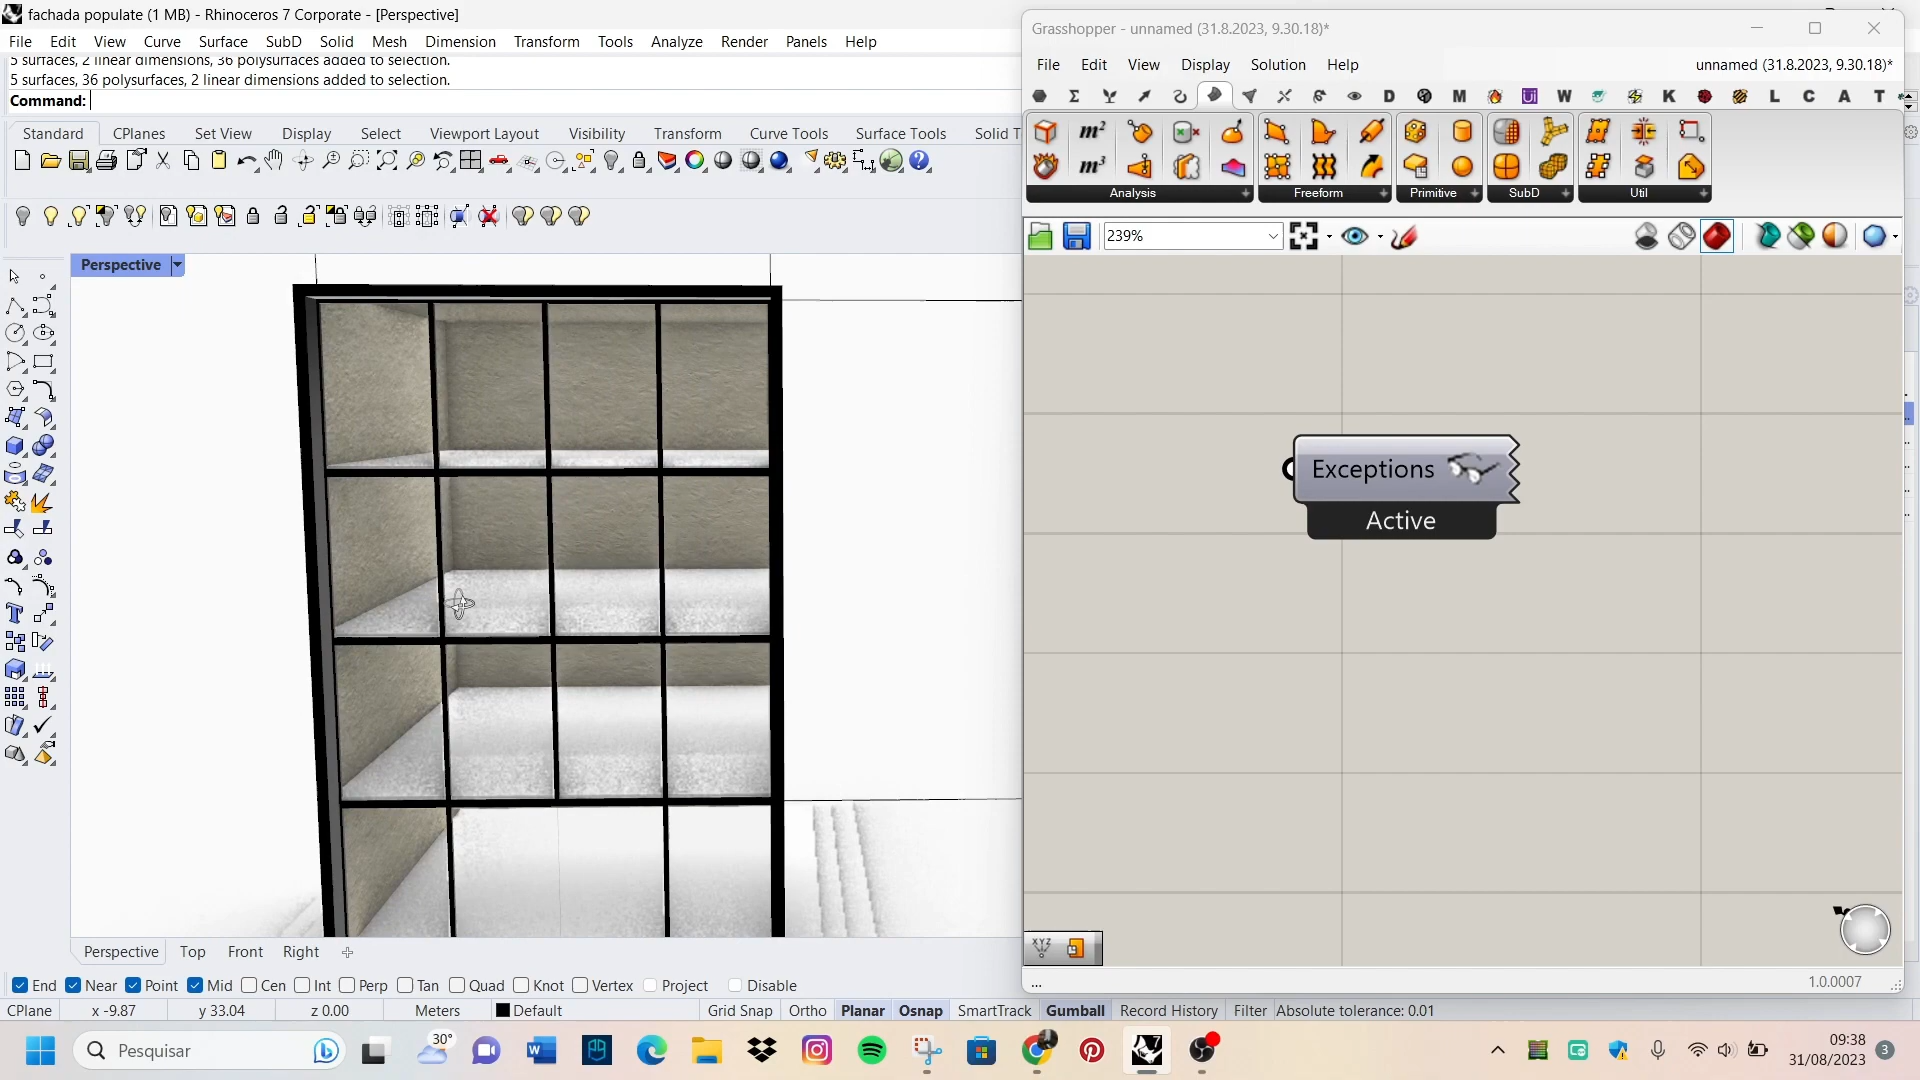 fachada populate (1 MB) - Rhinoceros 7 Corporate - [Perspective]
File Edit View Curve Surface SubD Solid Mesh Dimension Transform Tools Analyze Render Panels Help
5 surfaces, 2 linear dimensions, 36 polysurfaces added to selection.
5 surfaces, 36 polysurfaces, 2 linear dimensions added to selection.
Command:
Standard CPlanes Set View Display Select Viewport Layout Visibility Transform Curve Tools Surface Tools Solid T
Perspective
Perspective Top Front Right
End Near Point Mid Cen Int Perp Tan Quad Knot Vertex Project Disable
CPlane x -9.87 y 33.04 z 0.00 Meters Default Grid Snap Ortho Planar Osnap SmartTrack Gumball Record History Filter Absolute tolerance: 0.01
Grasshopper - unnamed (31.8.2023, 9.30.18)*
File Edit View Display Solution Help unnamed (31.8.2023, 9.30.18)*
D M W K L C A T
m² m³
Analysis Freeform Primitive SubD Util
239%
Exceptions
Active
XYZ
... 1.0.0007
Pesquisar 30° 09:38
31/08/2023 3